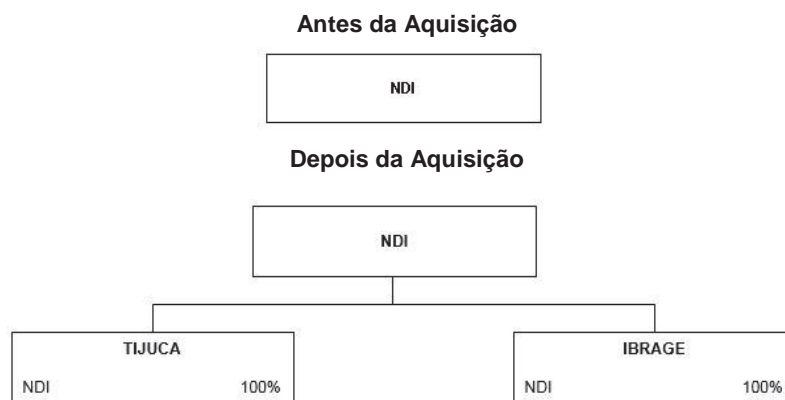 Antes da Aquisição
NDI
Depois da Aquisição
NDI
TIJUCA
NDI 100%
IBRAGE
NDI 100%